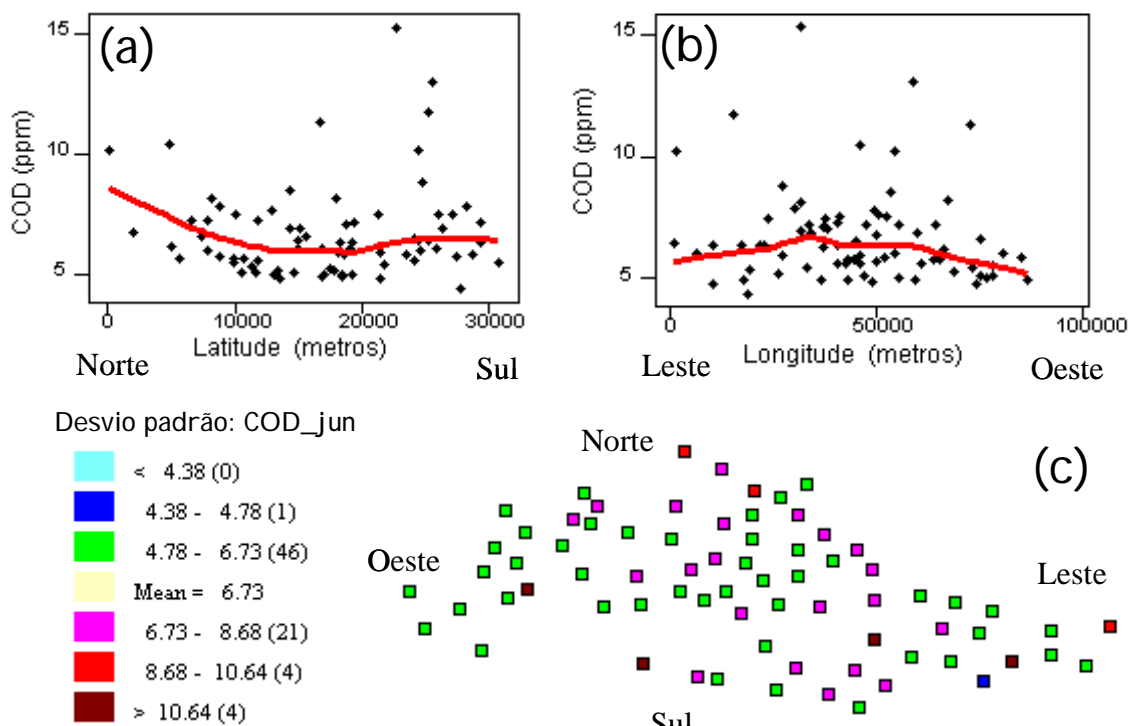 (a)
15
10
5
COD (ppm)
0
10000
20000
30000
Latitude (metros)
Norte
Sul
(b)
15
10
5
COD (ppm)
0
50000
100000
Longitude (metros)
Leste
Oeste
Desvio padrão: COD_jun
< 4.38 (0)
4.38 - 4.78 (1)
4.78 - 6.73 (46)
Mean = 6.73
6.73 - 8.68 (21)
8.68 - 10.64 (4)
> 10.64 (4)
(c)
Norte
Oeste
Leste
Sul